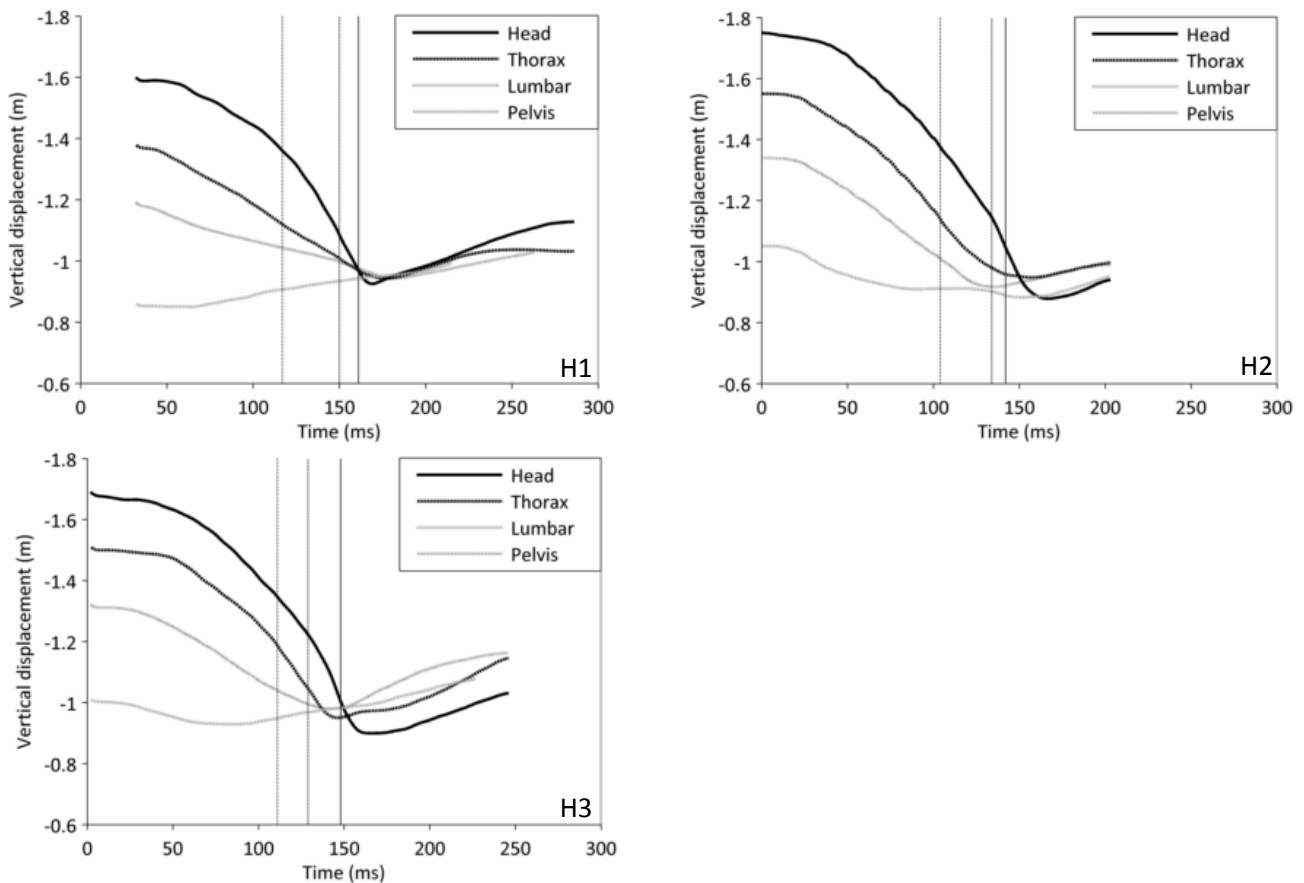 Vertical displacement (m)
-1.8
-1.6
-1.4
-1.2
-1
-0.8
-0.6
Head
Thorax
Lumbar
Pelvis
H1
0 50 100 150 200 250 300
Time (ms)
Vertical displacement (m)
-1.8
-1.6
-1.4
-1.2
-1
-0.8
-0.6
Head
Thorax
Lumbar
Pelvis
H2
0 50 100 150 200 250 300
Time (ms)
Vertical displacement (m)
-1.8
-1.6
-1.4
-1.2
-1
-0.8
-0.6
Head
Thorax
Lumbar
Pelvis
H3
0 50 100 150 200 250 300
Time (ms)